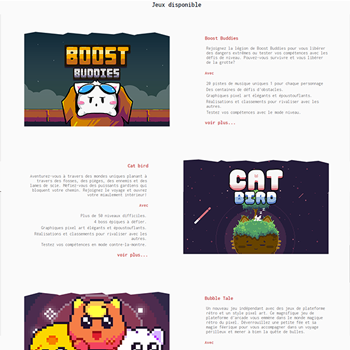 Jeux disponible
BOOST
BUDDIES
Boost Buddies
Rejoignez la légion de Boost Buddies pour vous libérer
des dangers extrêmes au tester vos compétences avec les
défi de niveau. Pouvez-vous survivre et vous libérer
de la grotte?
Avec
20 pistes de musique uniques 1 pour chaque personnage
Des centaines de défis d'obstacles.
Graphiques pixel art élégants et époustouflants.
Réalisations et classements pour rivaliser avec les
autres.
Tester vos compétences avec le mode niveau.
voir plus...
Cat bird
Aventurez-vous à travers des mondes uniques planant à
travers des fosses, des pièges, des ennemis et des
lames de scie. Méfiez-vous des puissants gardiens qui
bloquent votre chemin. Rejoignez le voyage et ouvrez
votre miaulement intérieur!
Avec
Plus de 50 niveaux difficiles.
4 boss épiques à défier.
Graphiques pixel art élégants et époustouflants.
Réalisations et classements pour rivaliser avec les
autres.
Testez vos compétences en mode contre-la-montre.
voir plus...
CAT
BIRD
Bubble Tale
Un nouveau jeu indépendant avec des jeux de plateforme
rétro et un style pixel art. Ce magnifique jeu de
plateforme d'arcade vous emmène dans le monde magique
rétro du pixel. Déverrouillez une petite fée et sa
magie féerique pour vous accompagner dans un voyage
périlleux et mener à bien la quête de bulles.
Avec